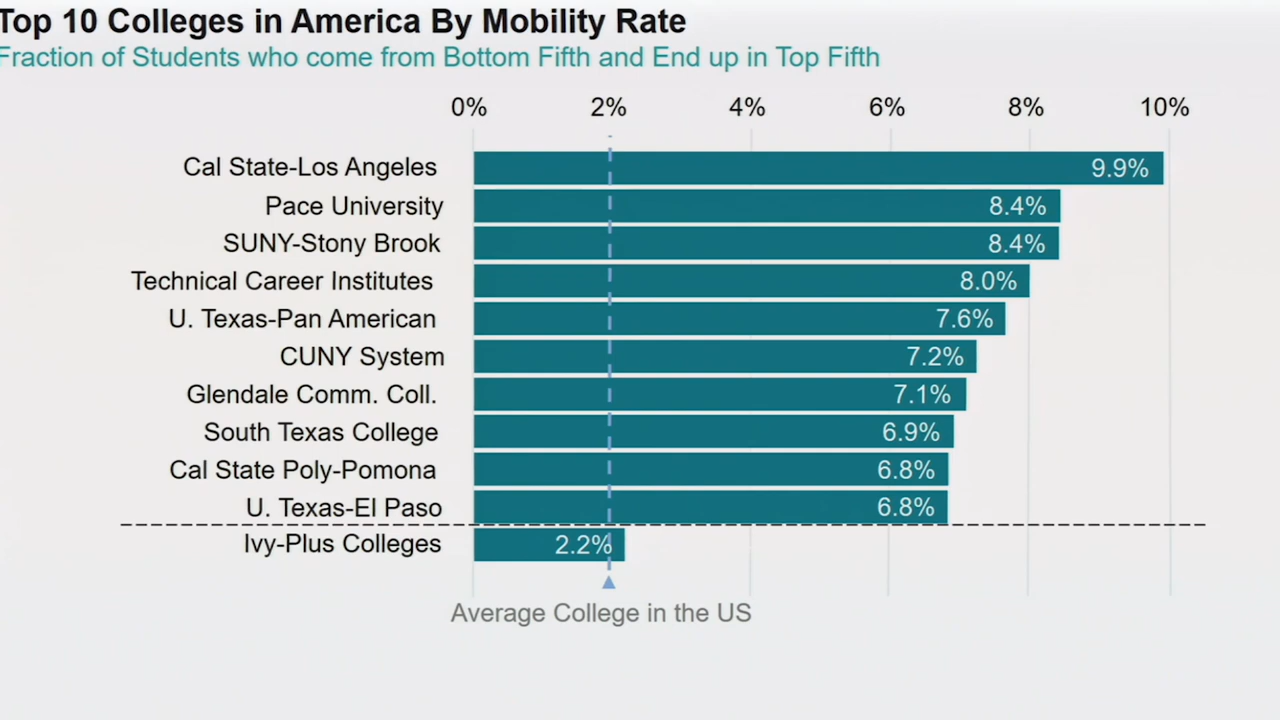 Top 10 Colleges in America By Mobility Rate
Fraction of Students who come from Bottom Fifth and End up in Top Fifth
0% 2% 4% 6% 8% 10%
Cal State-Los Angeles 9.9%
Pace University 8.4%
SUNY-Stony Brook 8.4%
Technical Career Institutes 8.0%
U. Texas-Pan American 7.6%
CUNY System 7.2%
Glendale Comm. Coll. 7.1%
South Texas College 6.9%
Cal State Poly-Pomona 6.8%
U. Texas-El Paso 6.8%
Ivy-Plus Colleges 2.2%
Average College in the US